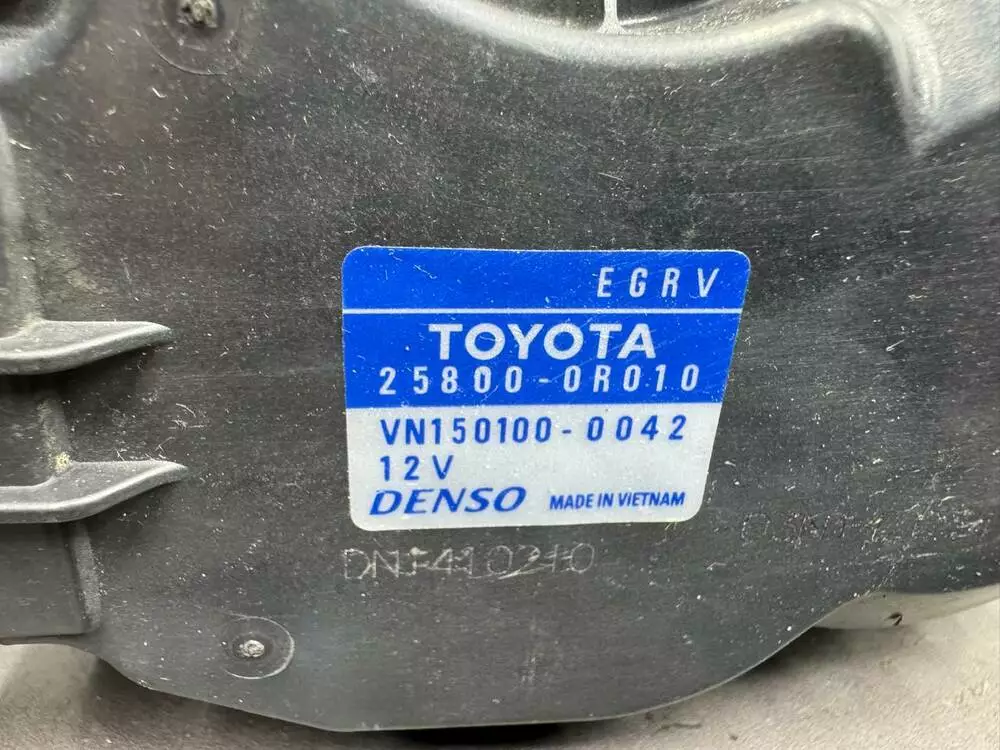 EGRV
TOYOTA
25800-0R010
VN150100-0042
12V
DENSO MADE IN VIETNAM